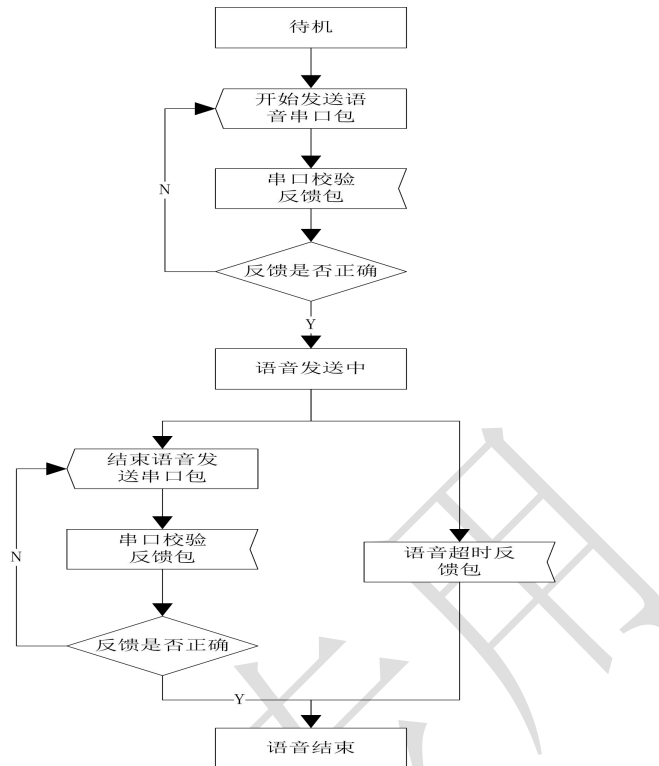 待机
开始发送语
音串口包
串口校验
反馈包
N
反馈是否正确
Y
语音发送中
结束语音发
送串口包
串口校验
反馈包
语音超时反
馈包
N
反馈是否正确
Y
语音结束